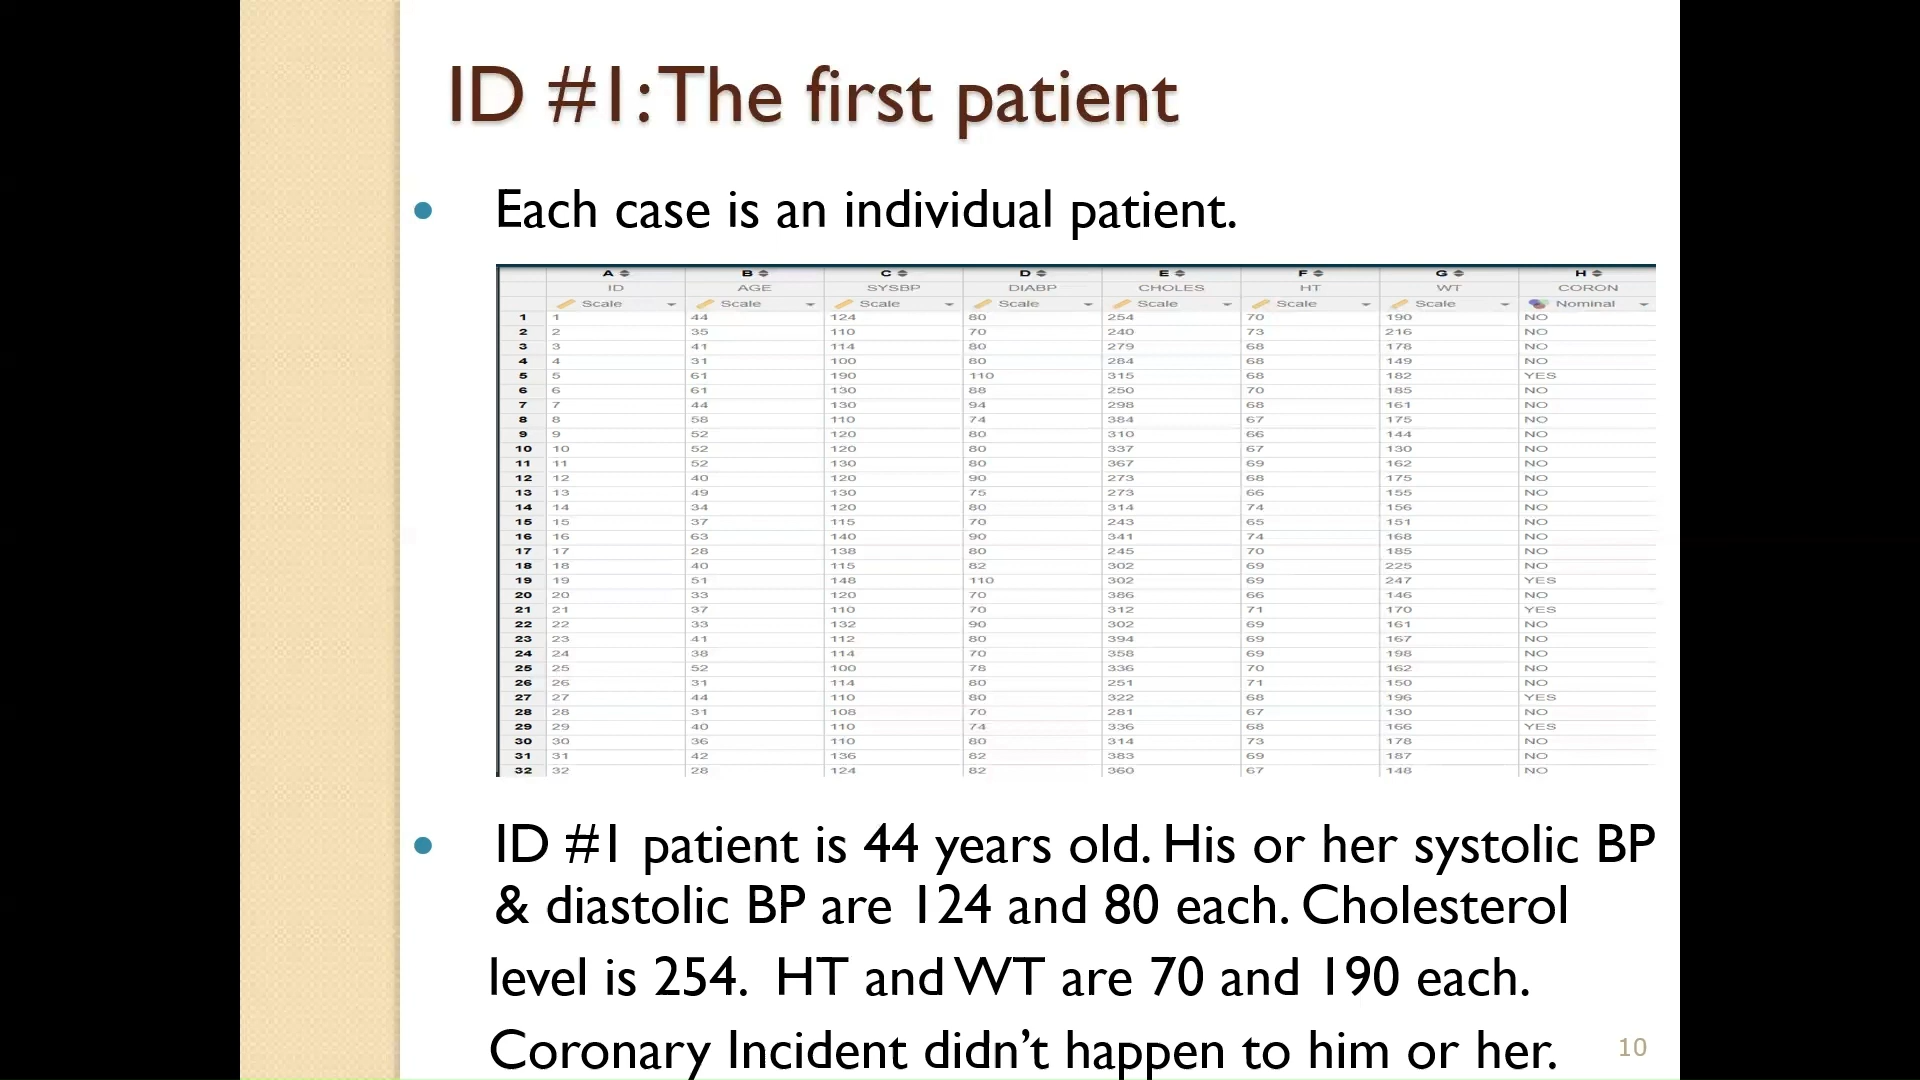 ID #1: The first patient
• Each case is an individual patient.
A B C D E F G H
ID AGE SYSBP DIABP CHOLES HT WT CORON
Scale Scale Scale Scale Scale Scale Scale Nominal
1 1 44 124 80 254 70 190 NO
2 2 35 110 70 240 73 216 NO
3 3 41 114 80 279 68 178 NO
4 4 31 100 80 284 68 149 NO
5 5 61 190 110 315 68 182 YES
6 6 61 130 88 250 70 185 NO
7 7 44 130 94 298 68 161 NO
8 8 58 110 74 384 67 175 NO
9 9 52 120 80 310 66 144 NO
10 10 52 120 80 337 67 130 NO
11 11 52 130 80 367 69 162 NO
12 12 40 120 90 273 68 175 NO
13 13 49 130 75 273 66 155 NO
14 14 34 120 80 314 74 156 NO
15 15 37 115 70 243 65 151 NO
16 16 63 140 90 341 74 168 NO
17 17 28 138 80 245 70 185 NO
18 18 40 115 82 302 69 225 NO
19 19 51 148 110 302 69 247 YES
20 20 33 120 70 386 66 146 NO
21 21 37 110 70 312 71 170 YES
22 22 33 132 90 302 69 161 NO
23 23 41 112 80 394 69 167 NO
24 24 38 114 70 358 69 198 NO
25 25 52 100 78 336 70 162 NO
26 26 31 114 80 251 71 150 NO
27 27 44 110 80 322 68 196 YES
28 28 31 108 70 281 67 130 NO
29 29 40 110 74 336 68 166 YES
30 30 36 110 80 314 73 178 NO
31 31 42 136 82 383 69 187 NO
32 32 28 124 82 360 67 148 NO
• ID #1 patient is 44 years old. His or her systolic BP
& diastolic BP are 124 and 80 each. Cholesterol
level is 254. HT and WT are 70 and 190 each.
Coronary Incident didn’t happen to him or her.
10